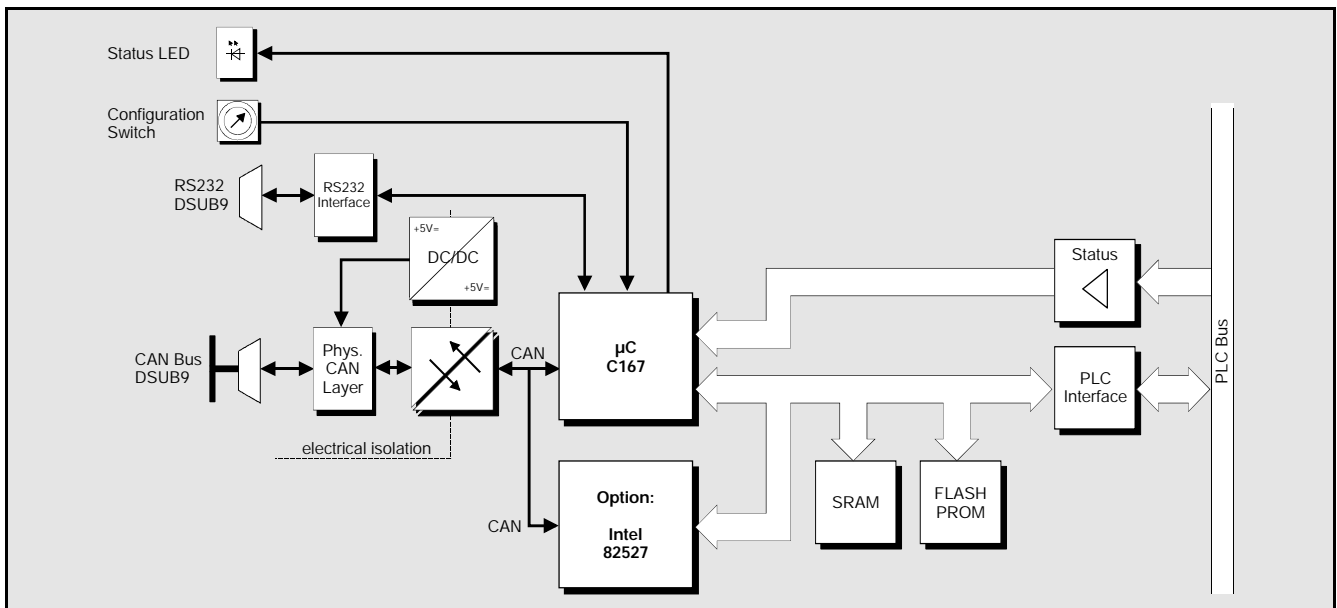 Status LED
Configuration
Switch
RS232
DSUB9
RS232
Interface
+5V=
DC/DC
+5V=
CAN Bus
DSUB9
Phys.
CAN
Layer
CAN
µC
C167
electrical isolation
CAN
Option:
Intel
82527
SRAM
FLASH
PROM
Status
PLC
Interface
PLC Bus